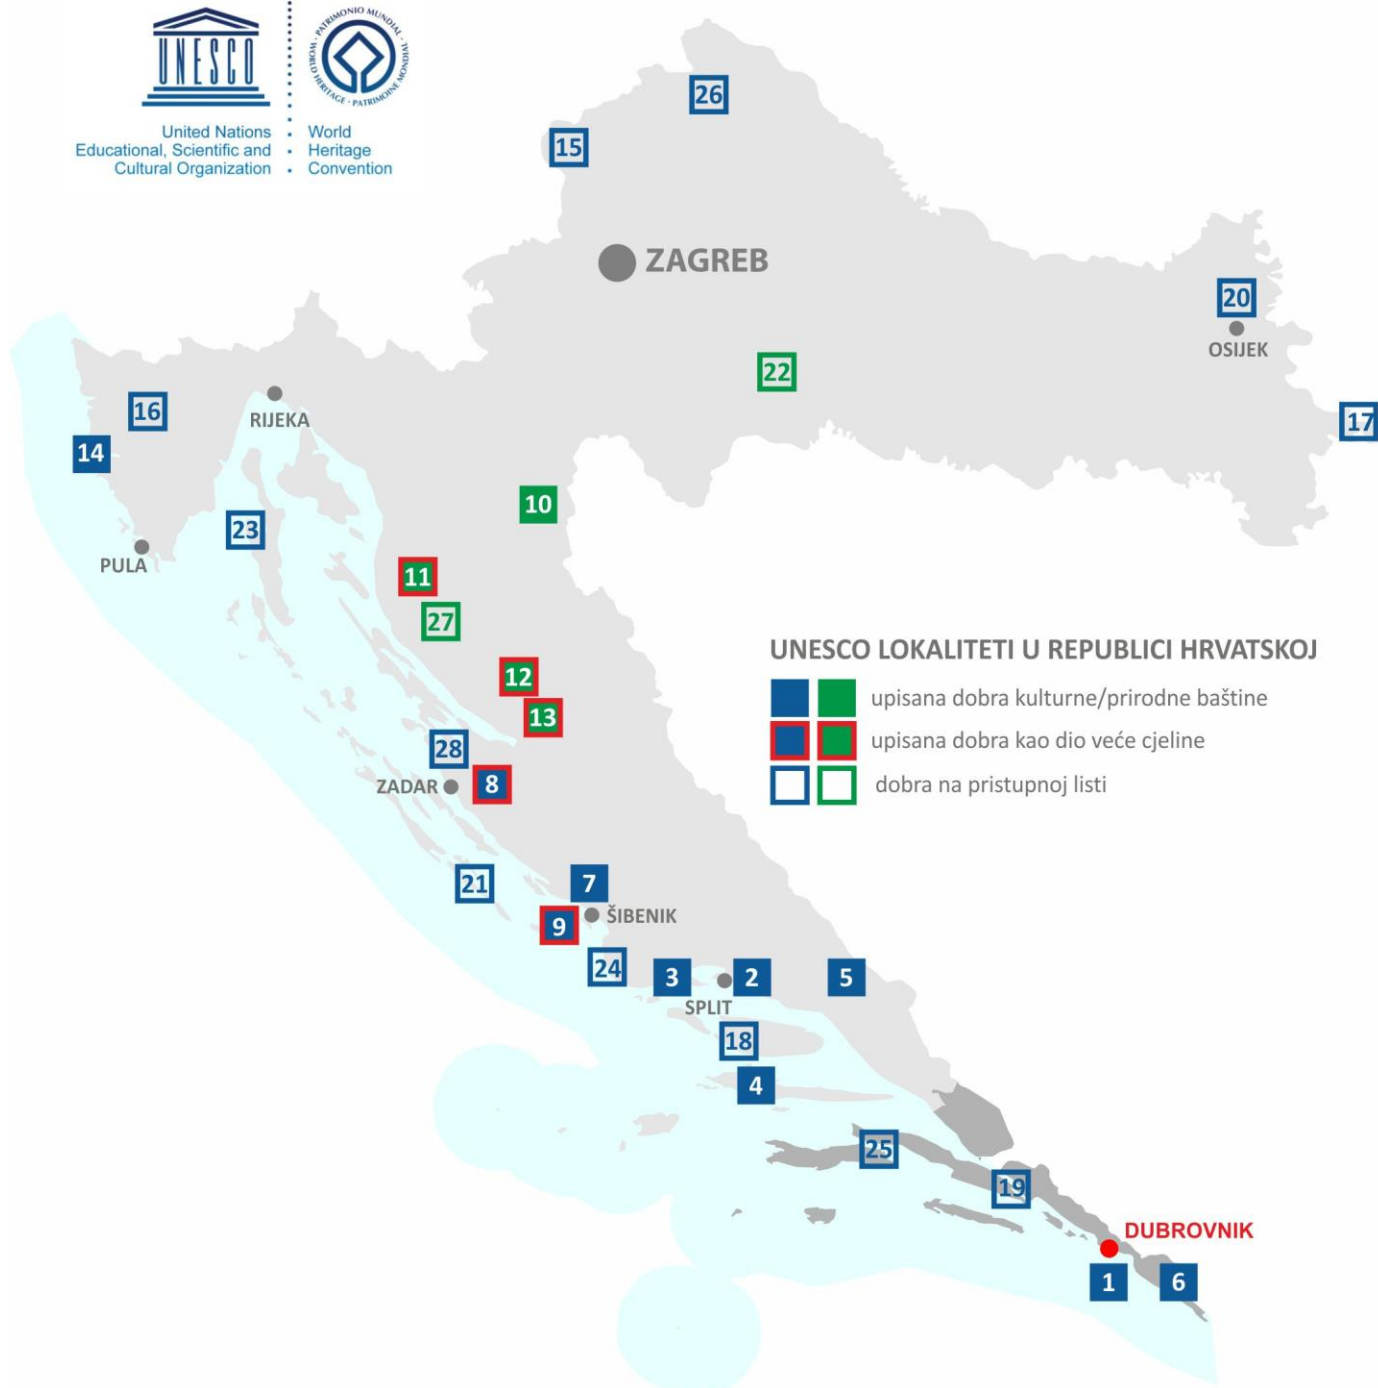 UNESCO
WORLD HERITAGE · PATRIMONIO MUNDIAL · PATRIMOINE MONDIAL
United Nations
Educational, Scientific and
Cultural Organization
World
Heritage
Convention
26
15
ZAGREB
20
OSIJEK
22
16
RIJEKA
17
14
10
23
PULA
11
27
UNESCO LOKALITETI U REPUBLICI HRVATSKOJ
upisana dobra kulturne/prirodne baštine
upisana dobra kao dio veće cjeline
dobra na pristupnoj listi
12
13
28
ZADAR
8
21
7
ŠIBENIK
9
24
3
2
5
SPLIT
18
4
25
19
DUBROVNIK
1
6